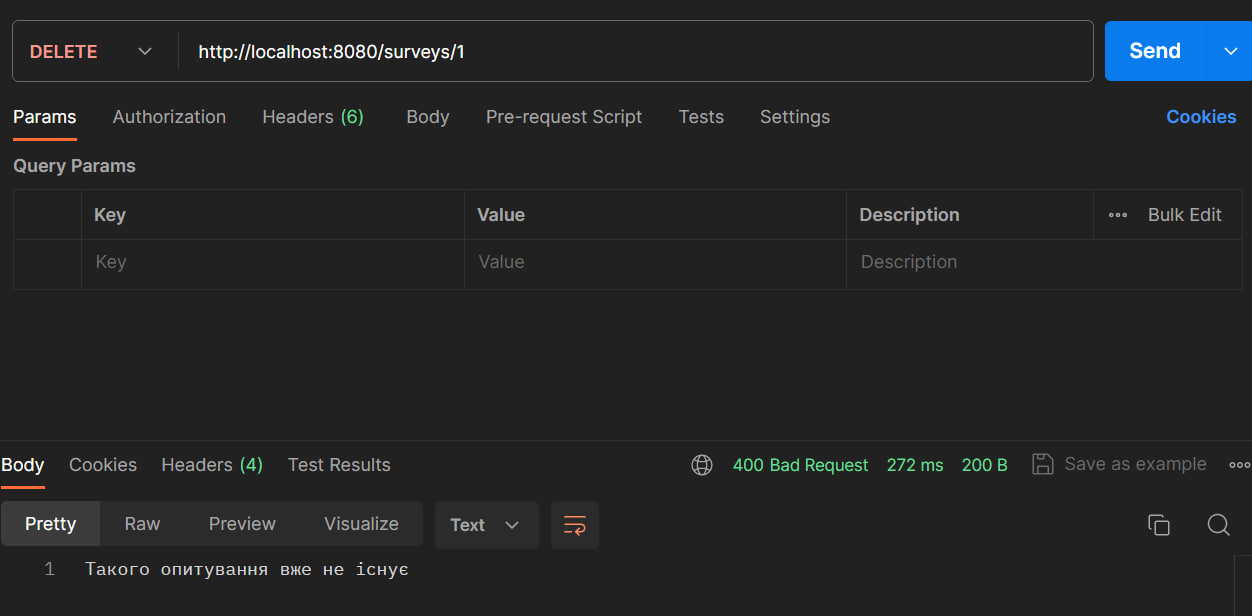 DELETE http://localhost:8080/surveys/1 Send
Params Authorization Headers (6) Body Pre-request Script Tests Settings Cookies
Query Params
Key Value Description Bulk Edit
Key Value Description
Body Cookies Headers (4) Test Results 400 Bad Request 272 ms 200 B Save as example
Pretty Raw Preview Visualize Text
1 Такого опитування вже не існує